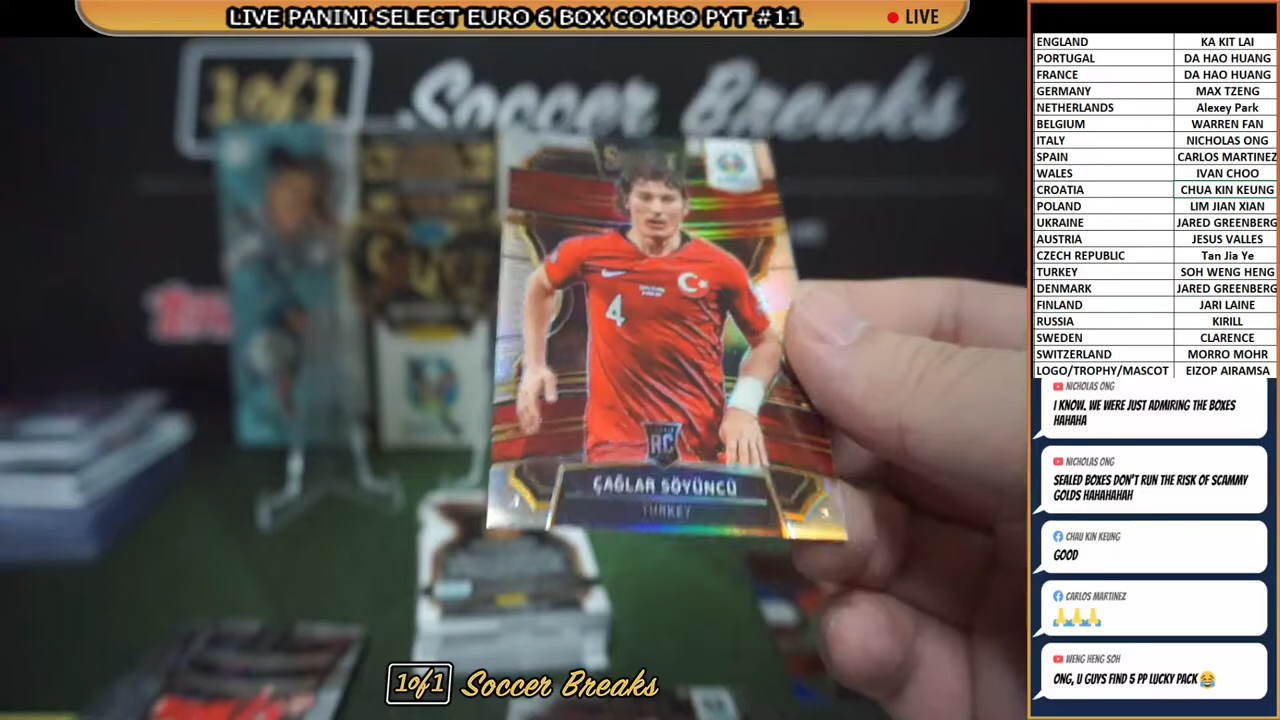 LIVE PANINI SELECT EURO 6 BOX COMBO PYT #11
LIVE
1of1 Soccer Breaks
4
RC
ÇAĞLAR SÖYÜNCÜ
TURKEY
1of1 Soccer Breaks
ENGLAND KA KIT LAI
PORTUGAL DA HAO HUANG
FRANCE DA HAO HUANG
GERMANY MAX TZENG
NETHERLANDS Alexey Park
BELGIUM WARREN FAN
ITALY NICHOLAS ONG
SPAIN CARLOS MARTINEZ
WALES IVAN CHOO
CROATIA CHUA KIN KEUNG
POLAND LIM JIAN XIAN
UKRAINE JARED GREENBERG
AUSTRIA JESUS VALLES
CZECH REPUBLIC Tan Jia Ye
TURKEY SOH WENG HENG
DENMARK JARED GREENBERG
FINLAND JARI LAINE
RUSSIA KIRILL
SWEDEN CLARENCE
SWITZERLAND MORRO MOHR
LOGO/TROPHY/MASCOT EIZOP AIRAMSA
NICHOLAS ONG
I KNOW. WE WERE JUST ADMIRING THE BOXES
HAHAHA
NICHOLAS ONG
SEALED BOXES DON'T RUN THE RISK OF SCAMMY
GOLDS HAHAHAHAH
CHAU KIN KEUNG
GOOD
CARLOS MARTINEZ
🙏🙏🙏
WENG HENG SOH
ONG, U GUYS FIND 5 PP LUCKY PACK 😂